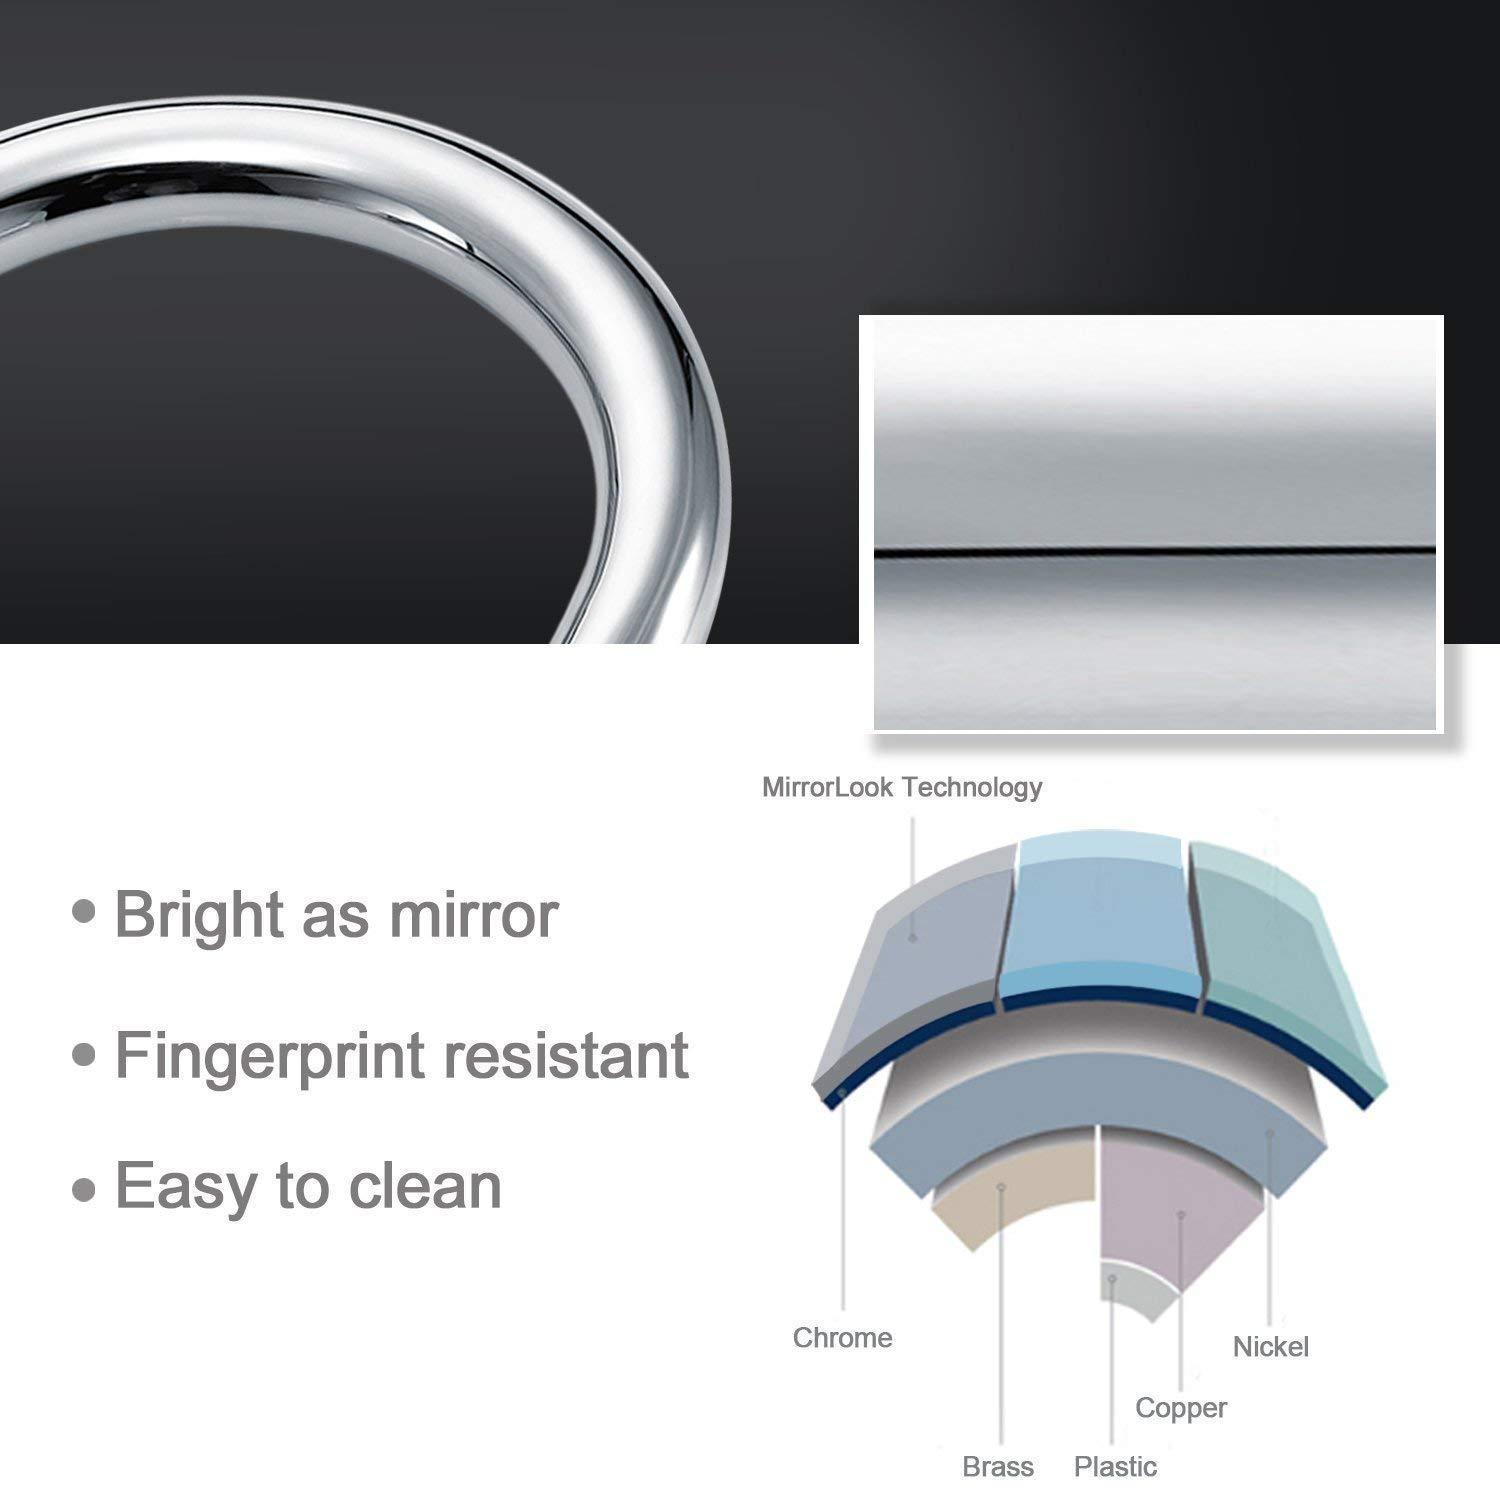 MirrorLook Technology
• Bright as mirror
• Fingerprint resistant
• Easy to clean
Chrome
Nickel
Copper
Brass
Plastic